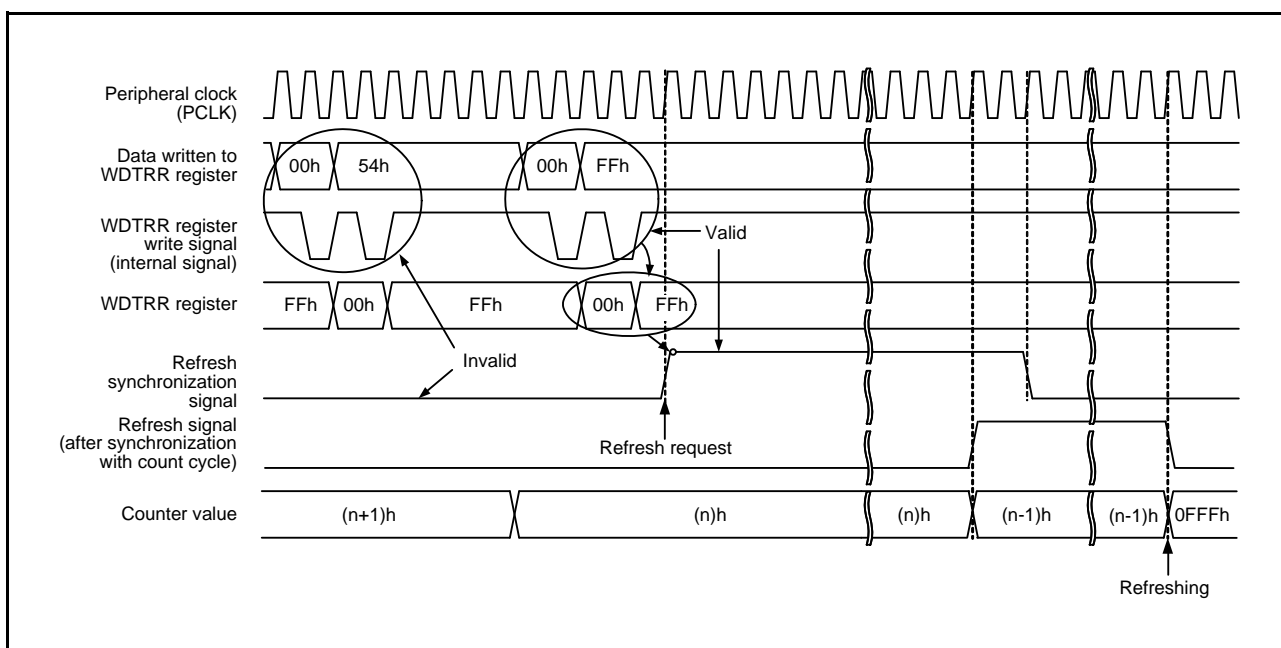 Peripheral clock
(PCLK)
Data written to
WDTRR register
00h
54h
00h
FFh
WDTRR register
write signal
(internal signal)
Valid
WDTRR register
FFh
00h
FFh
00h
FFh
Refresh
synchronization
signal
Invalid
Refresh signal
(after synchronization
with count cycle)
Refresh request
Counter value
(n+1)h
(n)h
(n)h
(n-1)h
(n-1)h
0FFFh
Refreshing